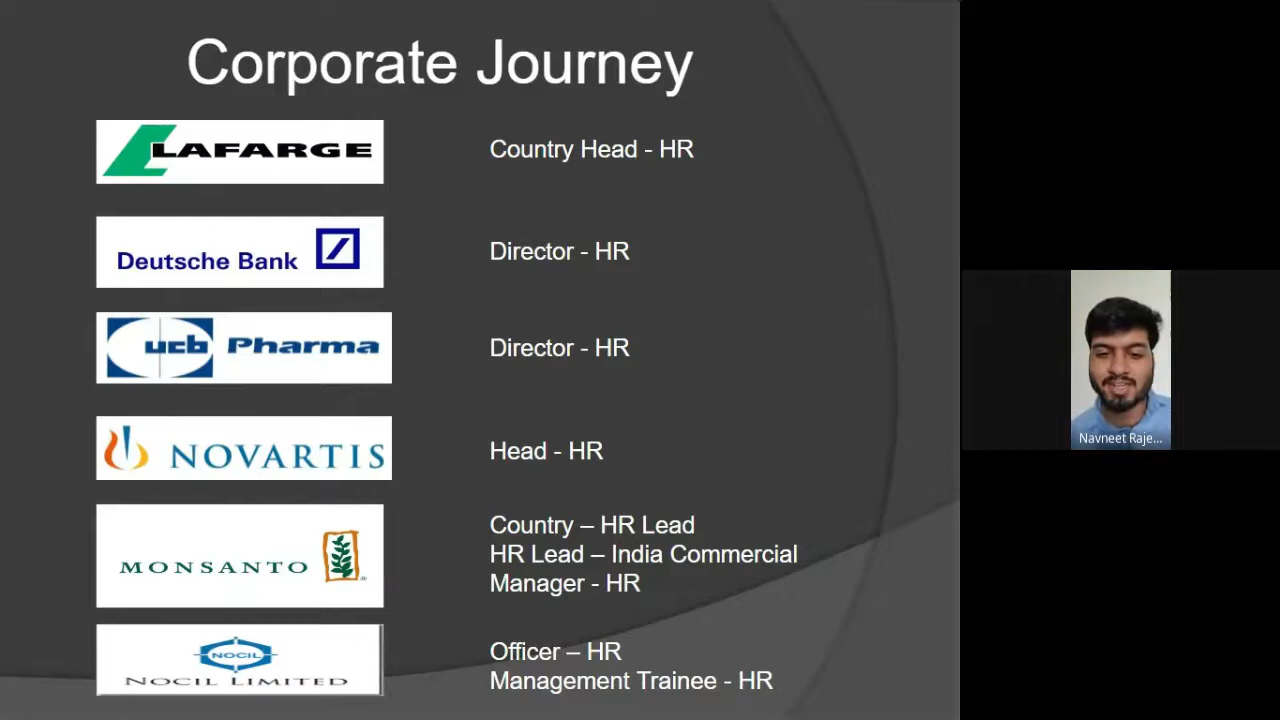 Corporate Journey
LAFARGE
Country Head - HR
Deutsche Bank
Director - HR
ucb Pharma
Director - HR
NOVARTIS
Head - HR
MONSANTO
Country – HR Lead
HR Lead – India Commercial
Manager - HR
NOCIL
NOCIL LIMITED
Officer – HR
Management Trainee - HR
Navneet Raje...